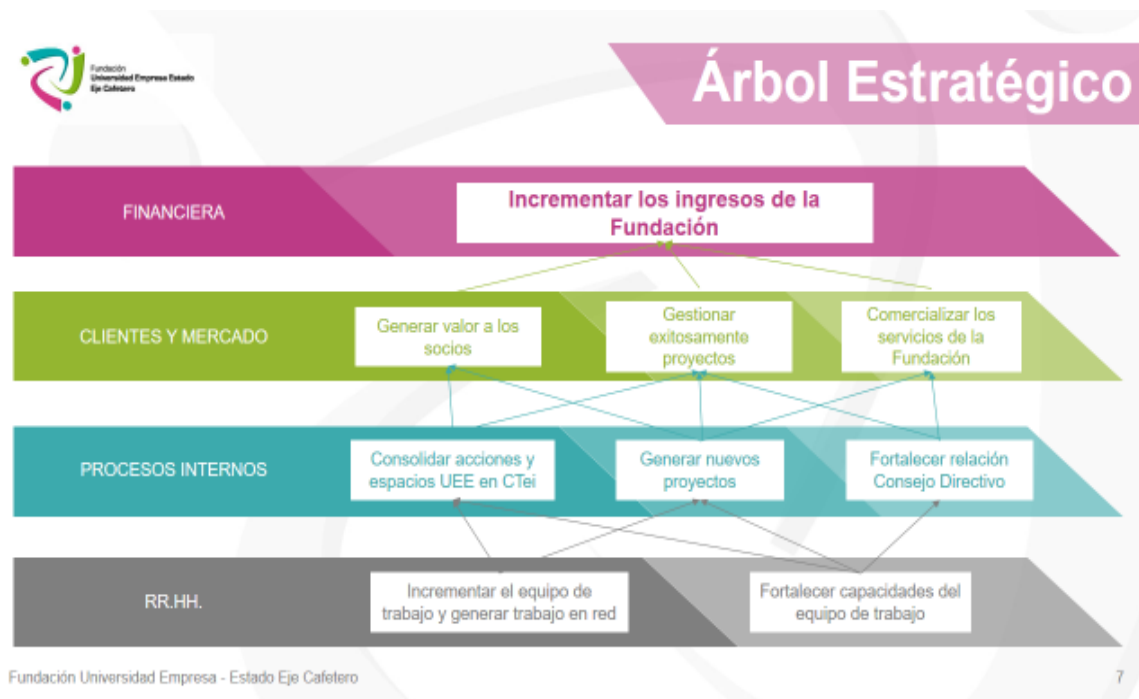 Fundación
Universidad Empresa Estado
Eje Cafetero
Árbol Estratégico
FINANCIERA
Incrementar los ingresos de la
Fundación
CLIENTES Y MERCADO
Generar valor a los
socios
Gestionar
exitosamente
proyectos
Comercializar los
servicios de la
Fundación
PROCESOS INTERNOS
Consolidar acciones y
espacios UEE en CTei
Generar nuevos
proyectos
Fortalecer relación
Consejo Directivo
RR.HH.
Incrementar el equipo de
trabajo y generar trabajo en red
Fortalecer capacidades del
equipo de trabajo
Fundación Universidad Empresa - Estado Eje Cafetero
7